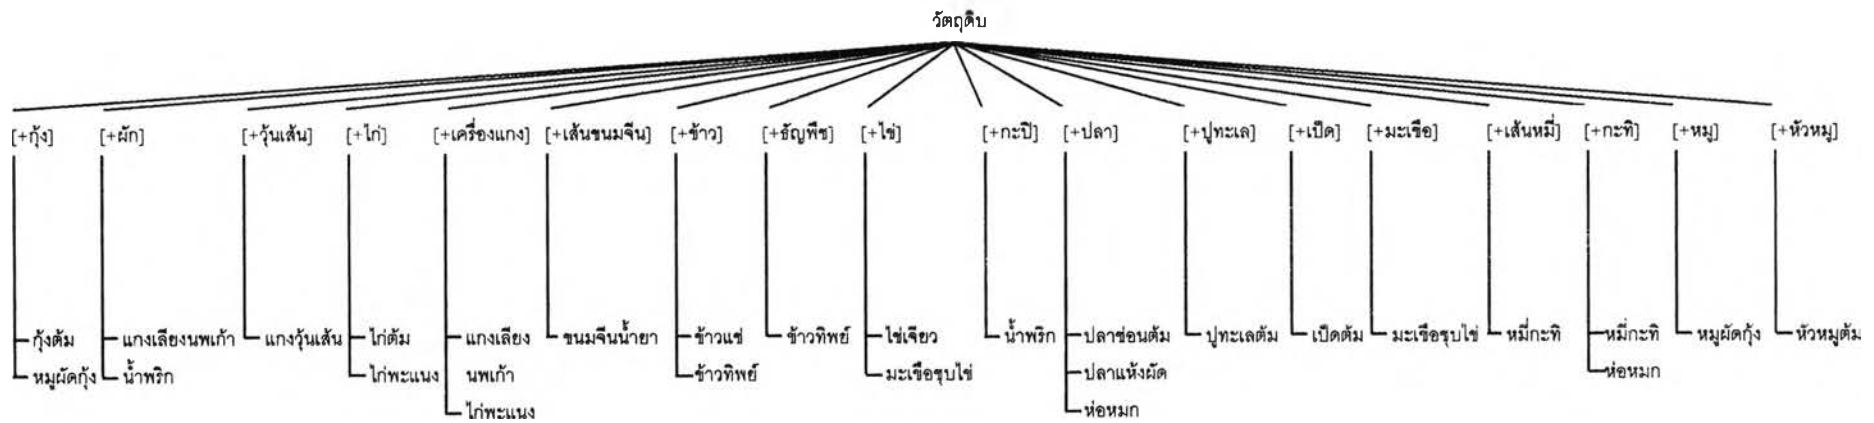 วัตถุดิบ
[+กุ้ง] [+ผัก] [+วุ้นเส้น] [+ไก่] [+เครื่องแกง] [+เส้นขนมจีน] [+ข้าว] [+ธัญพืช] [+ไข่] [+กะปิ] [+ปลา] [+ปูทะเล] [+เป็ด] [+มะเขือ] [+เส้นหมี่] [+กะทิ] [+หมู] [+หัวหมู]
กุ้งต้ม แกงเลียงนพเก้า แกงวุ้นเส้น ไก่ต้ม แกงเลียง ขนมจีนน้ำยา ข้าวแช่ ข้าวทิพย์ ไข่เจียว น้ำพริก ปลาช่อนต้ม ปูทะเลต้ม เป็ดต้ม มะเขือชุบไข่ หมี่กะทิ หมี่กะทิ หมูผัดกุ้ง หัวหมูต้ม
หมูผัดกุ้ง น้ำพริก ไก่พะแนง นพเก้า ข้าวทิพย์ มะเขือชุบไข่ ปลาแห้งผัด ห่อหมก
ไก่พะแนง ห่อหมก